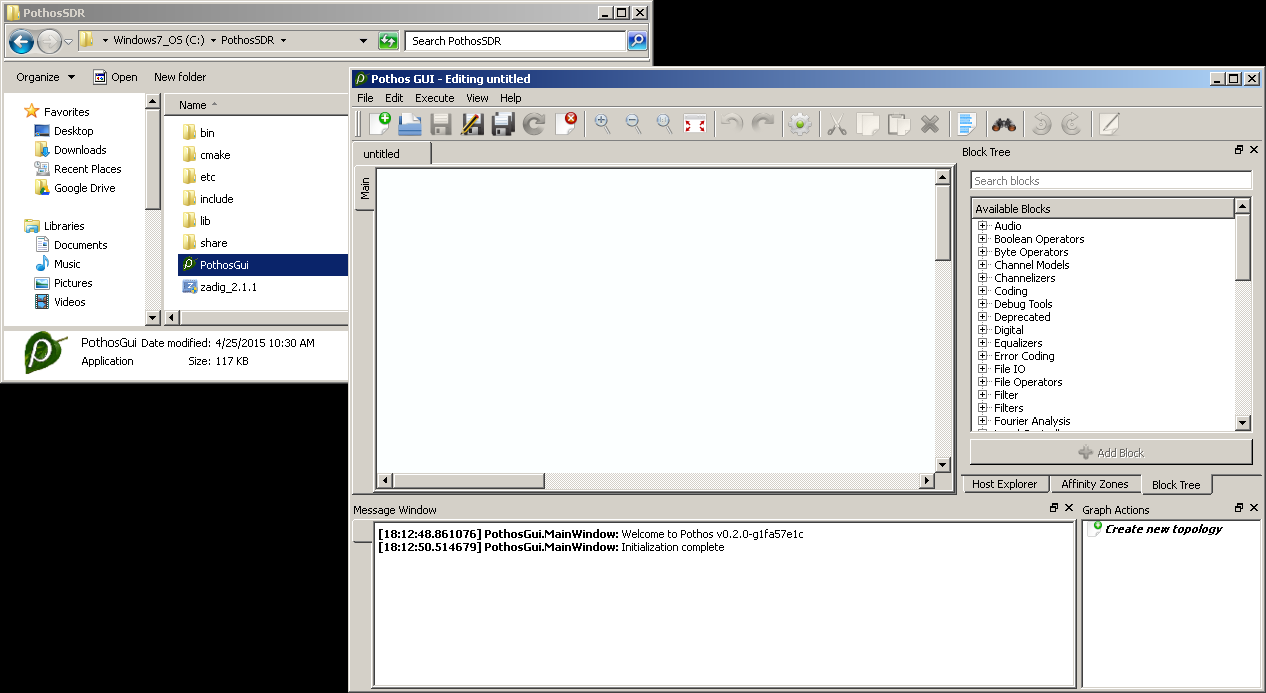 PothosSDR
Windows7_OS (C:) PothosSDR
Search PothosSDR
Organize Open New folder
Favorites
Desktop
Downloads
Recent Places
Google Drive
Libraries
Documents
Music
Pictures
Videos
Name
bin
cmake
etc
include
lib
share
PothosGui
zadig_2.1.1
PothosGui Date modified: 4/25/2015 10:30 AM
Application Size: 117 KB
Pothos GUI - Editing untitled
File Edit Execute View Help
untitled
Main
Block Tree
Search blocks
Available Blocks
Audio
Boolean Operators
Byte Operators
Channel Models
Channelizers
Coding
Debug Tools
Deprecated
Digital
Equalizers
Error Coding
File IO
File Operators
Filter
Filters
Fourier Analysis
Add Block
Host Explorer Affinity Zones Block Tree
Message Window
[18:12:48.861076] PothosGui.MainWindow: Welcome to Pothos v0.2.0-g1fa57e1c
[18:12:50.514679] PothosGui.MainWindow: Initialization complete
Graph Actions
Create new topology